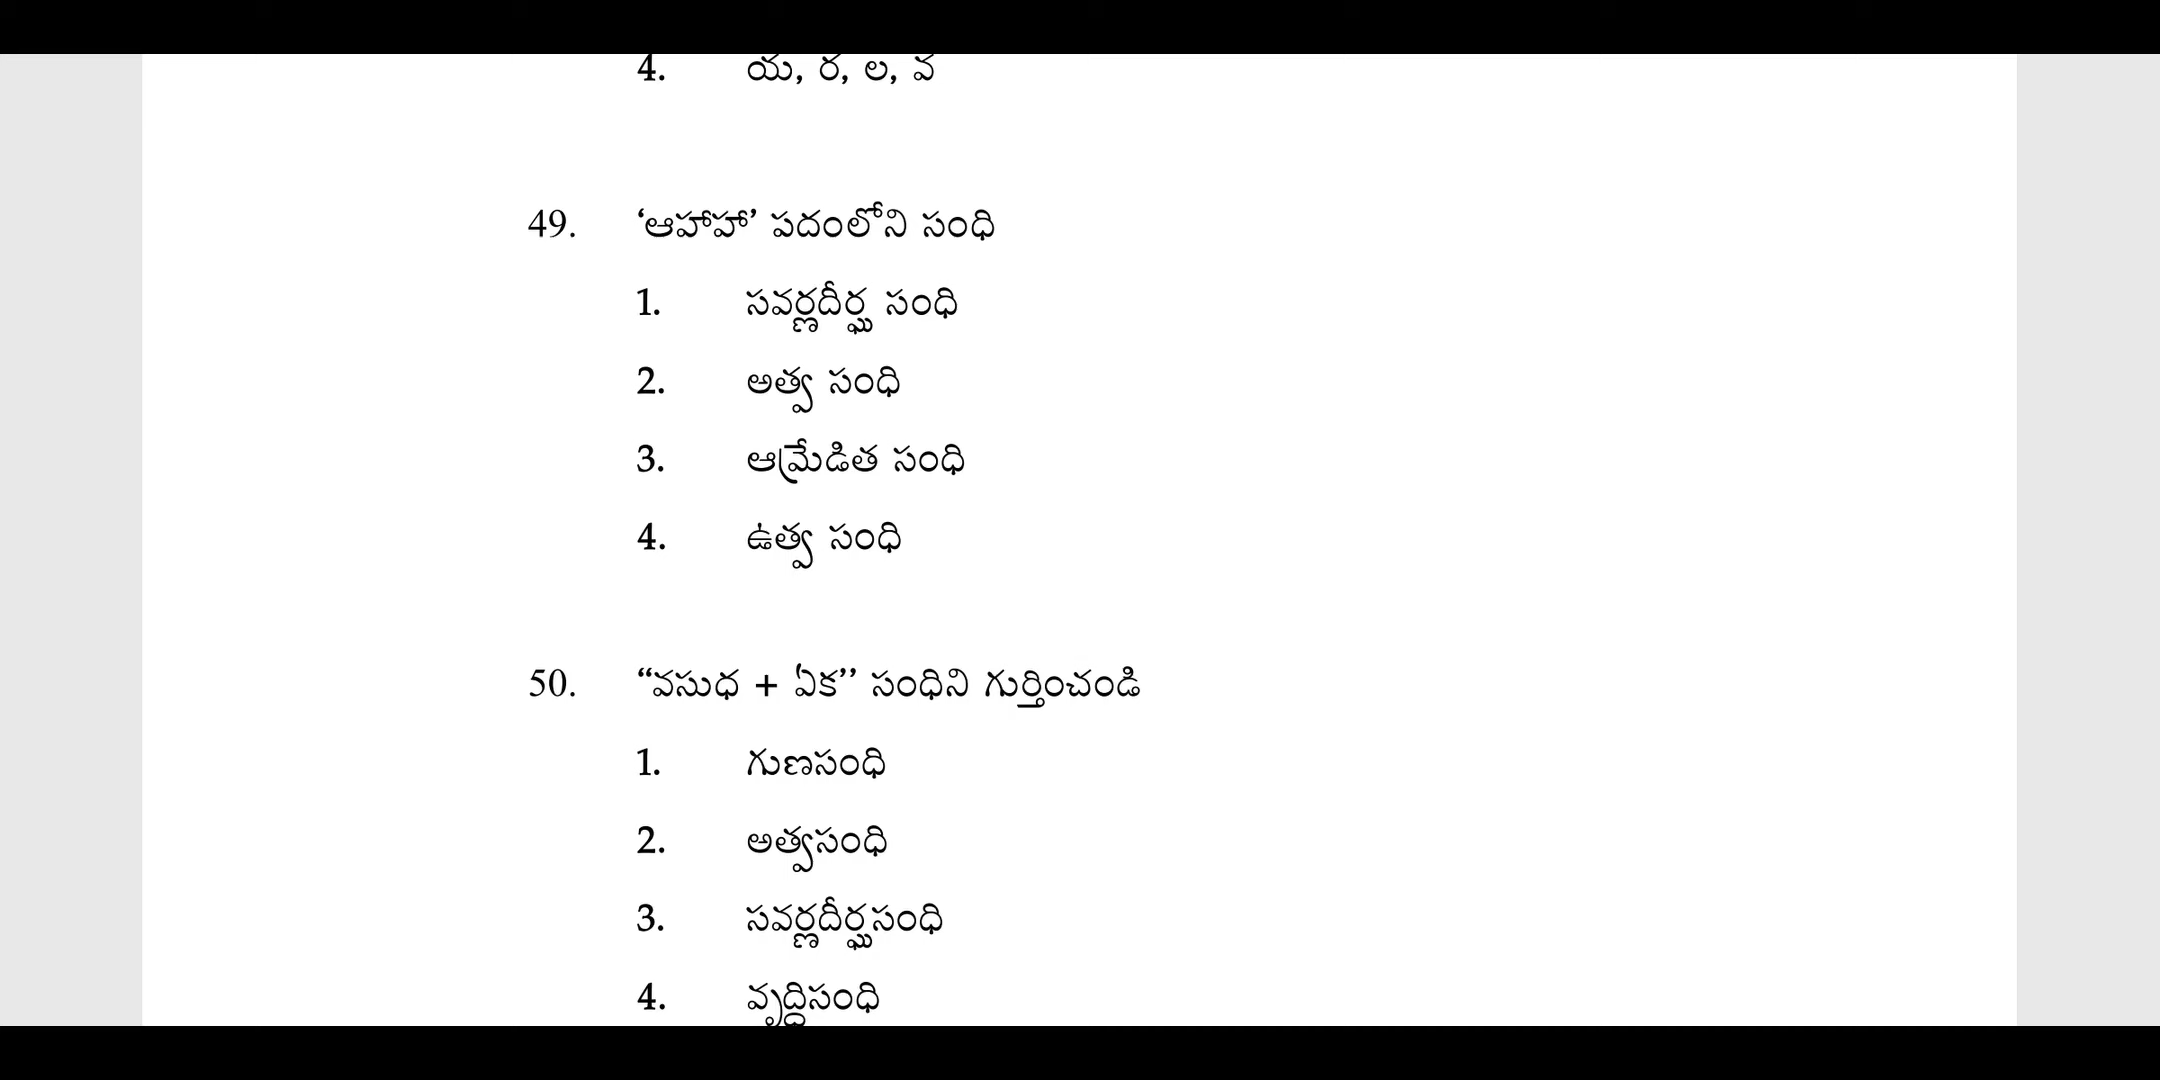 4. య, ర, ల, వ
49. ‘ఆహాహా’ పదంలోని సంధి
1. సవర్ణదీర్ఘ సంధి
2. అత్వ సంధి
3. ఆమ్రేడిత సంధి
4. ఉత్వ సంధి
50. “వసుధ + ఏక’’ సంధిని గుర్తించండి
1. గుణసంధి
2. అత్వసంధి
3. సవర్ణదీర్ఘసంధి
4. వృద్ధిసంధి